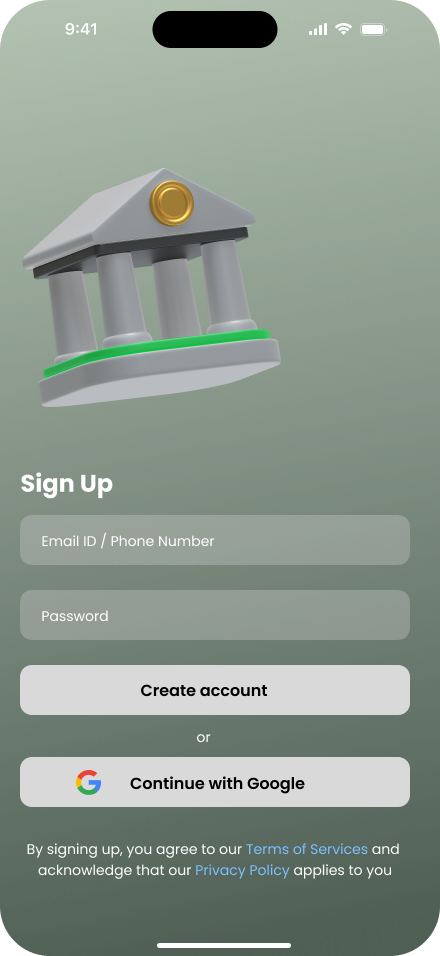 9:41
Sign Up
Email ID / Phone Number
Password
Create account
or
Continue with Google
By signing up, you agree to our Terms of Services and
acknowledge that our Privacy Policy applies to you